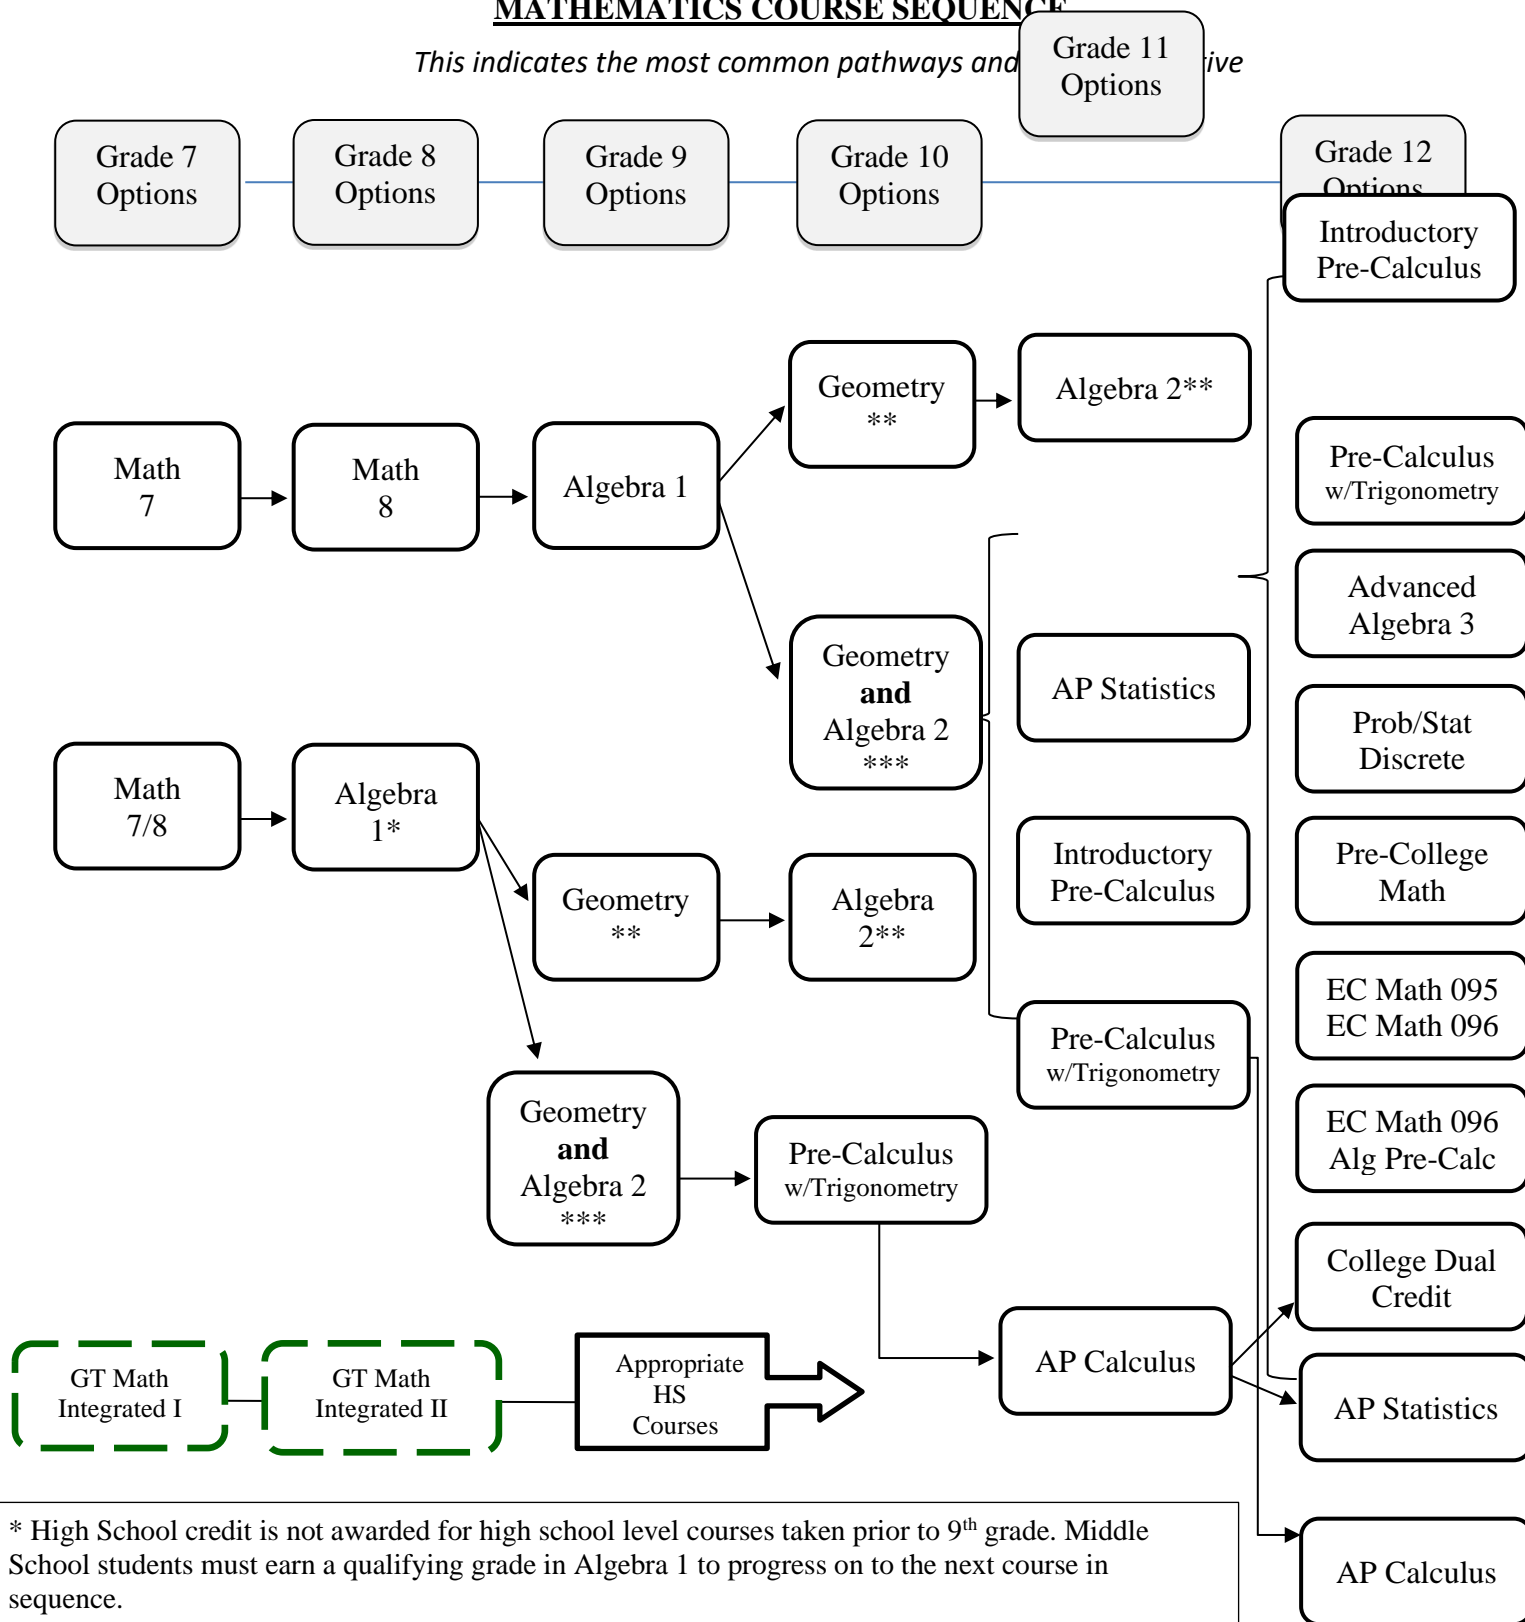 MATHEMATICS COURSE SEQUENCE
This indicates the most common pathways and
ive
Grade 11
Options
Grade 7
Options
Grade 8
Options
Grade 9
Options
Grade 10
Options
Grade 12
Options
Introductory
Pre-Calculus
Geometry
**
Algebra 2**
Math
7
Math
8
Algebra 1
Pre-Calculus
w/Trigonometry
Advanced
Algebra 3
Geometry
and
Algebra 2
***
AP Statistics
Prob/Stat
Discrete
Math
7/8
Algebra
1*
Introductory
Pre-Calculus
Pre-College
Math
Geometry
**
Algebra
2**
EC Math 095
EC Math 096
Pre-Calculus
w/Trigonometry
Geometry
and
Algebra 2
***
Pre-Calculus
w/Trigonometry
EC Math 096
Alg Pre-Calc
College Dual
Credit
AP Calculus
GT Math
Integrated I
GT Math
Integrated II
Appropriate
HS
Courses
AP Statistics
AP Calculus
* High School credit is not awarded for high school level courses taken prior to 9th grade. Middle
School students must earn a qualifying grade in Algebra 1 to progress on to the next course in
sequence.